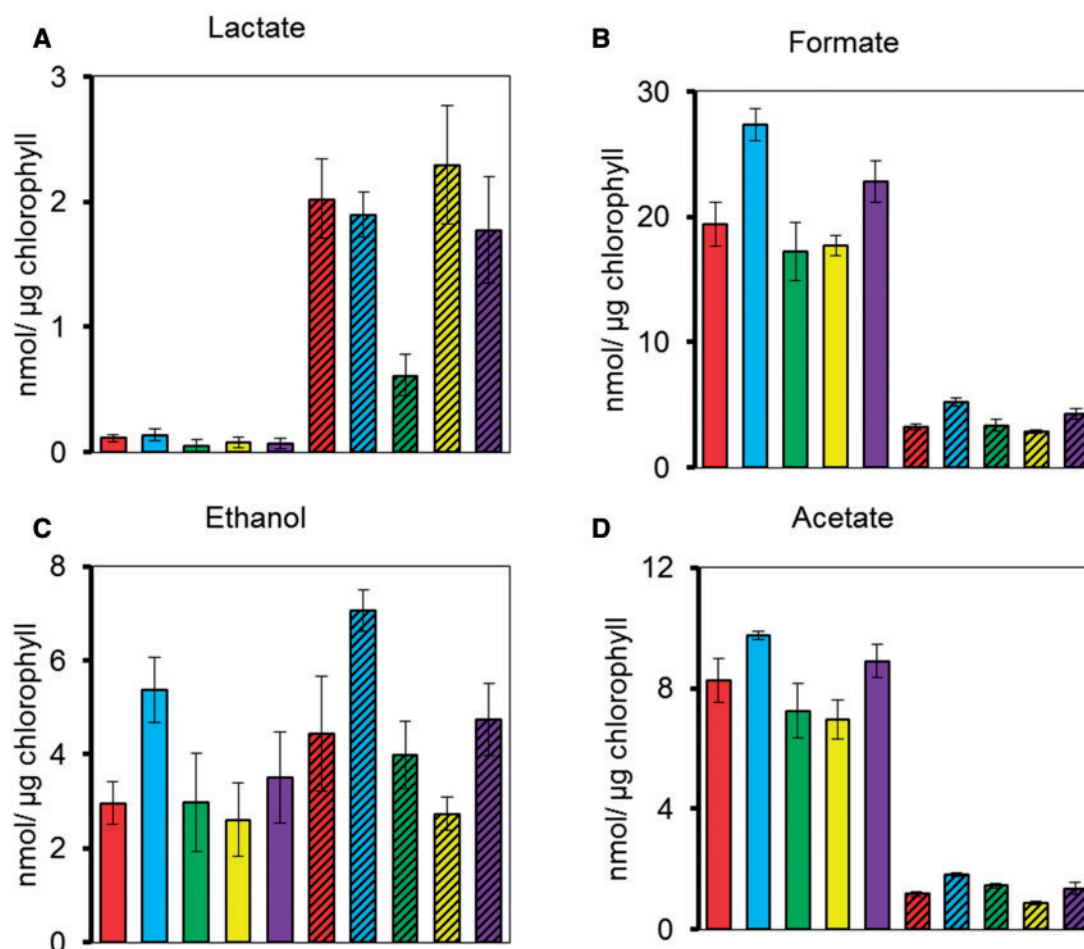 A
Lactate
nmol/ µg chlorophyll
3
2
1
0
B
Formate
nmol/ µg chlorophyll
30
20
10
0
C
Ethanol
nmol/ µg chlorophyll
8
6
4
2
0
D
Acetate
nmol/ µg chlorophyll
12
8
4
0